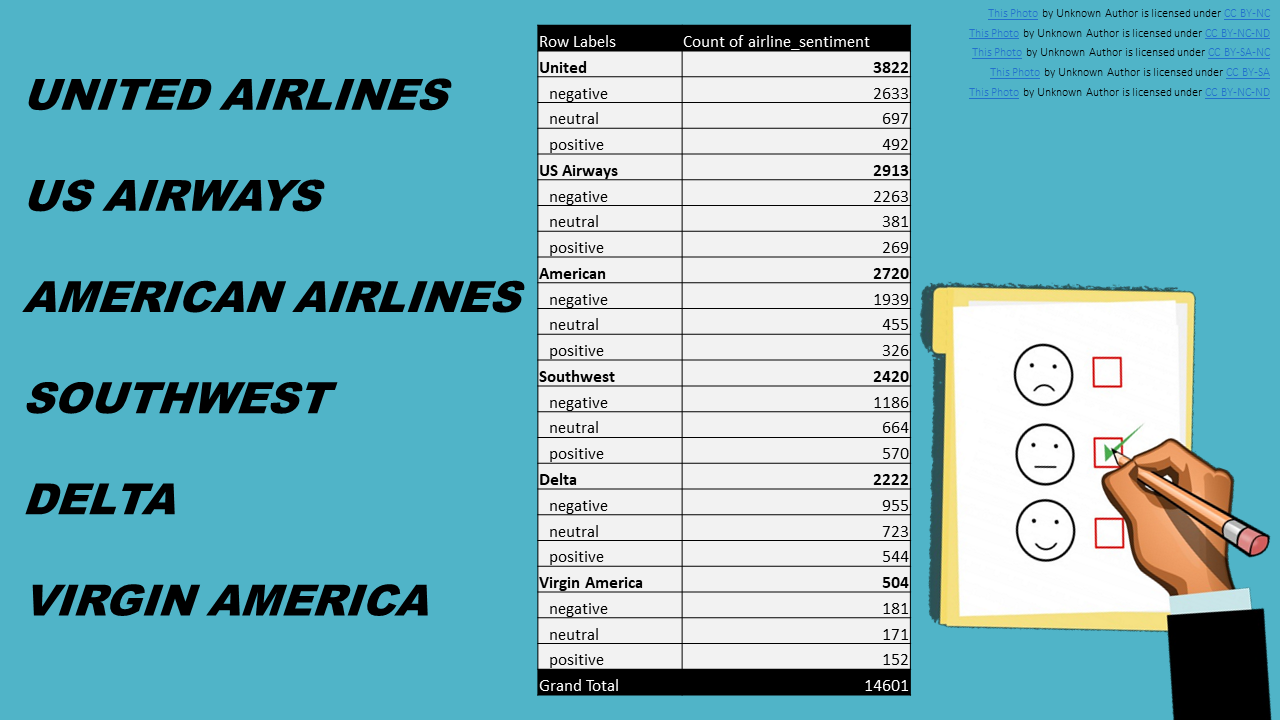 This Photo by Unknown Author is licensed under CC BY-NC
This Photo by Unknown Author is licensed under CC BY-NC-ND
This Photo by Unknown Author is licensed under CC BY-SA-NC
This Photo by Unknown Author is licensed under CC BY-SA
This Photo by Unknown Author is licensed under CC BY-NC-ND
UNITED AIRLINES
US AIRWAYS
AMERICAN AIRLINES
SOUTHWEST
DELTA
VIRGIN AMERICA
Row Labels Count of airline_sentiment
United 3822
negative 2633
neutral 697
positive 492
US Airways 2913
negative 2263
neutral 381
positive 269
American 2720
negative 1939
neutral 455
positive 326
Southwest 2420
negative 1186
neutral 664
positive 570
Delta 2222
negative 955
neutral 723
positive 544
Virgin America 504
negative 181
neutral 171
positive 152
Grand Total 14601